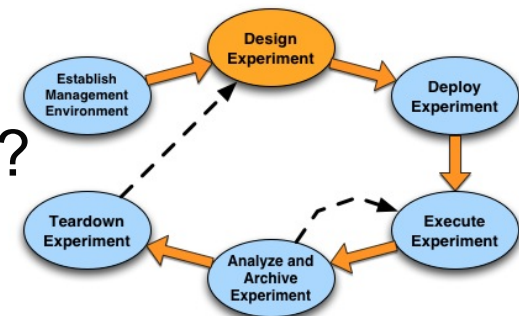 Design
Experiment
Establish
Management
Environment
Deploy
Experiment
?
Teardown
Experiment
Execute
Experiment
Analyze and
Archive
Experiment